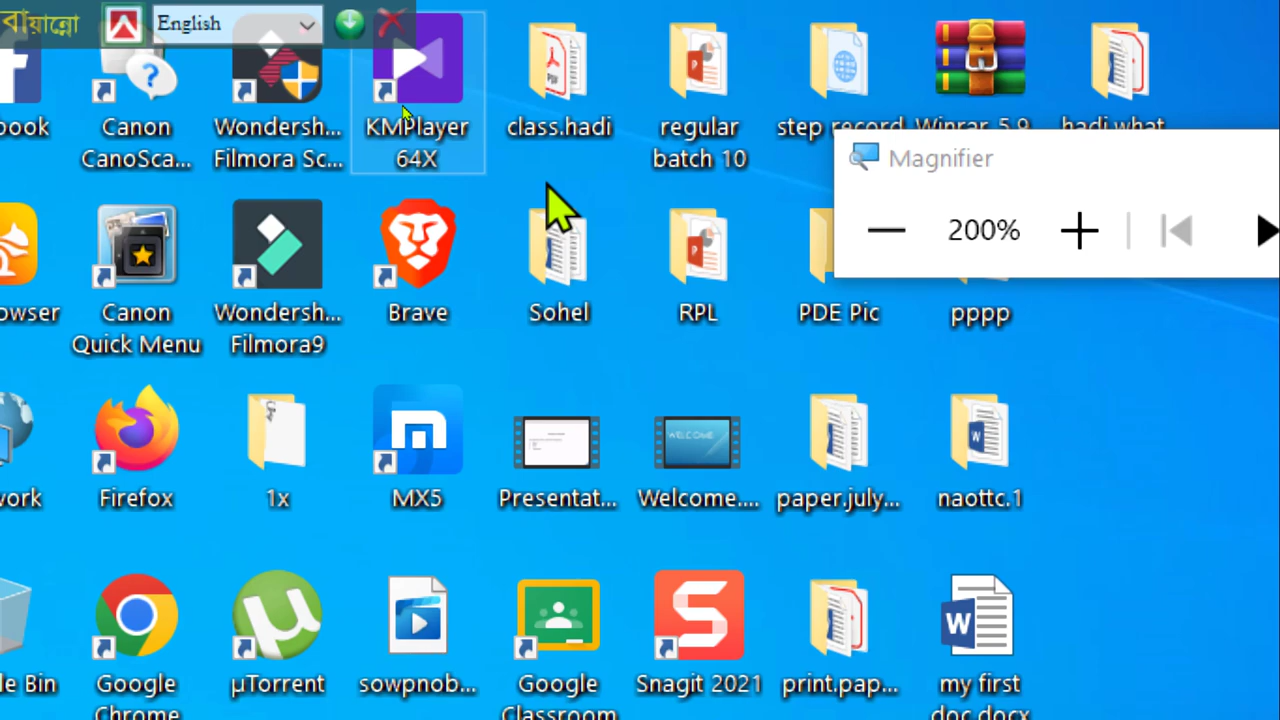 বায়ান্নো English
book
Canon
CanoSca...
Wondersh...
Filmora Sc...
KMPlayer
64X
class.hadi
regular
batch 10
step record
Winrar 5.9
hadi what
Magnifier
200%
owser
Canon
Quick Menu
Wondersh...
Filmora9
Brave
Sohel
RPL
PDE Pic
pppp
work
Firefox
1x
MX5
Presentat...
WELCOME
Welcome....
paper.july...
naottc.1
le Bin
Google
Chrome
µTorrent
sowpnob...
Google
Classroom
Snagit 2021
print.pap...
my first
doc.docx